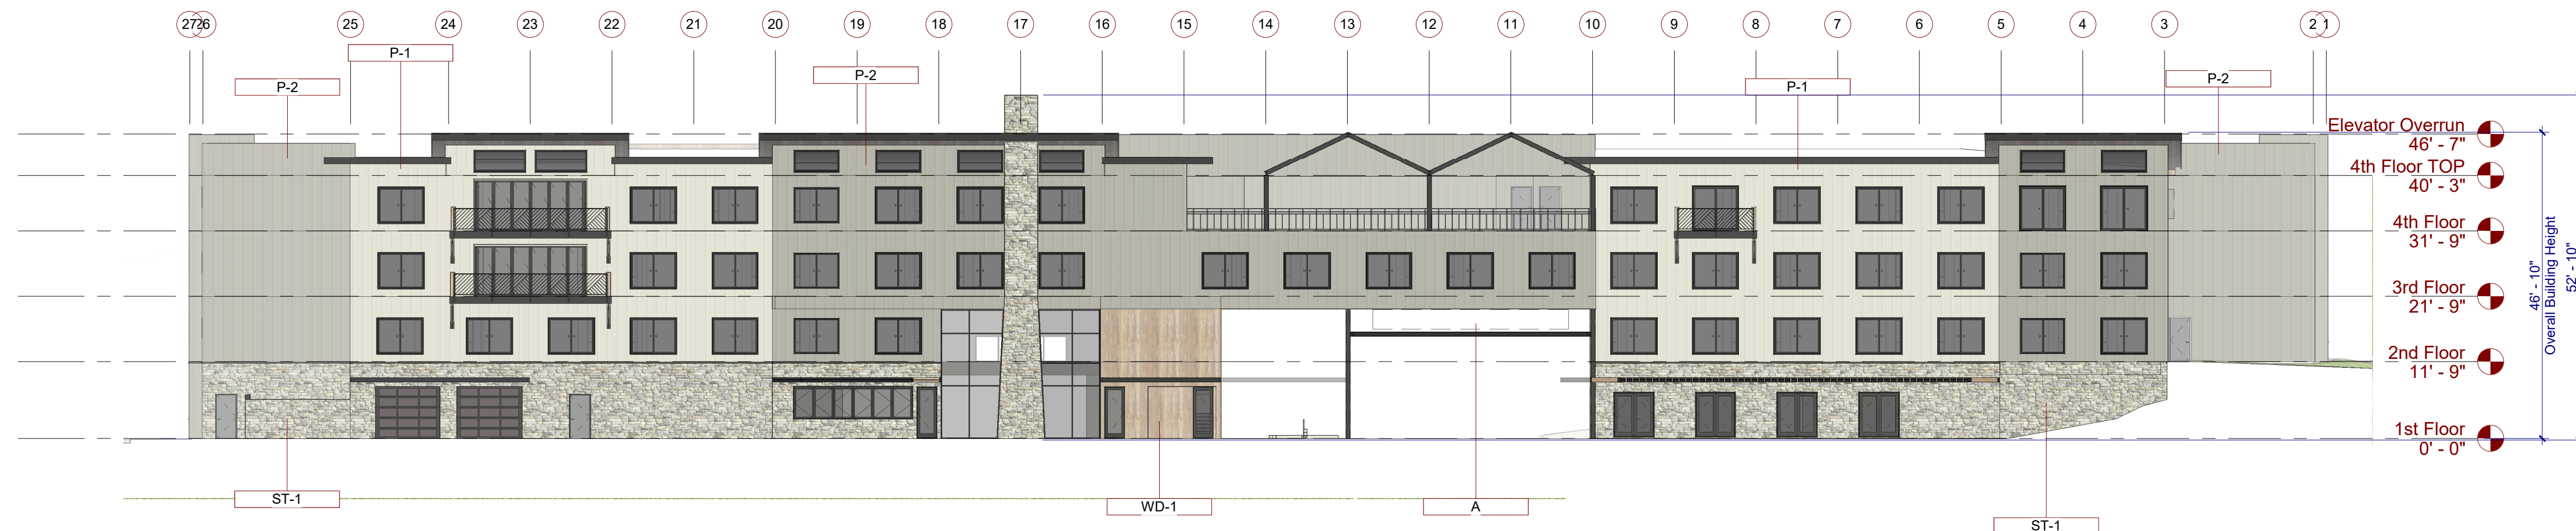 27
26
25
24
23
22
21
20
19
18
17
16
15
14
13
12
11
10
9
8
7
6
5
4
3
2
1
P-1
P-2
P-2
P-1
P-2
Elevator Overrun
46' - 7"
4th Floor TOP
40' - 3"
4th Floor
31' - 9"
3rd Floor
21' - 9"
2nd Floor
11' - 9"
1st Floor
0' - 0"
46' - 10"
Overall Building Height
52' - 10"
ST-1
WD-1
A
ST-1